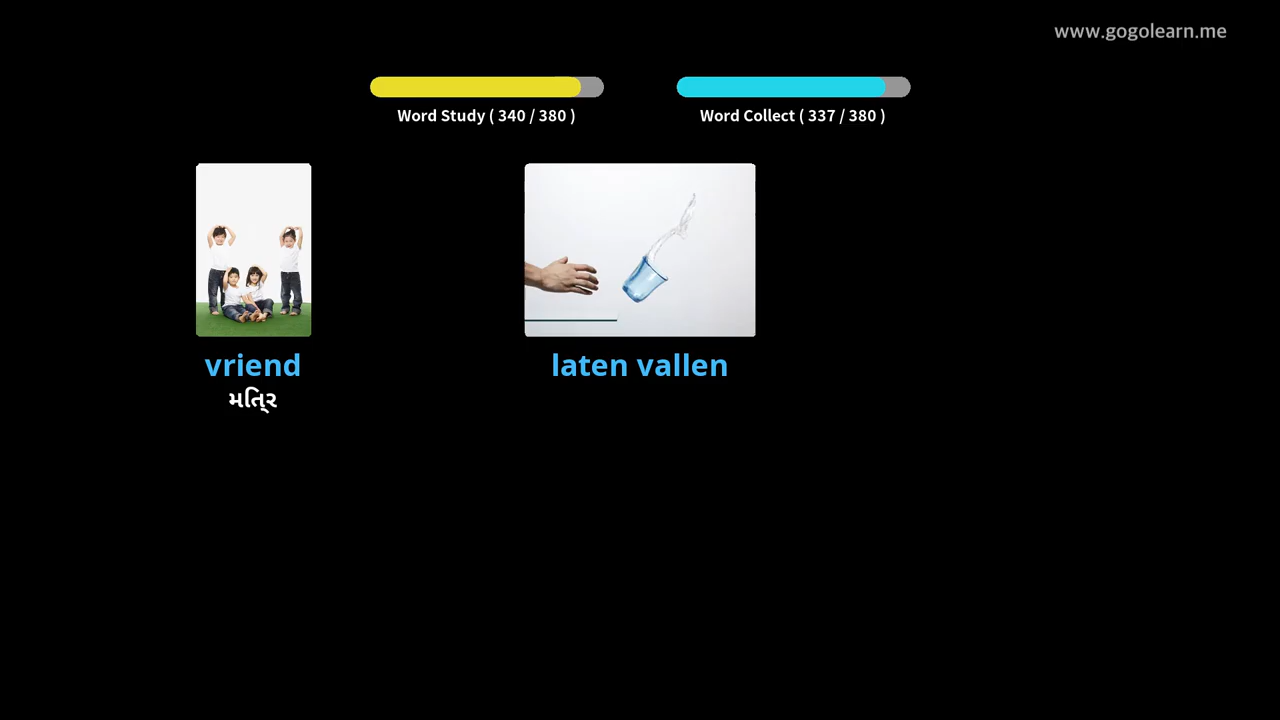 www.gogolearn.me
Word Study ( 340 / 380 )
Word Collect ( 337 / 380 )
vriend
મિત્ર
laten vallen